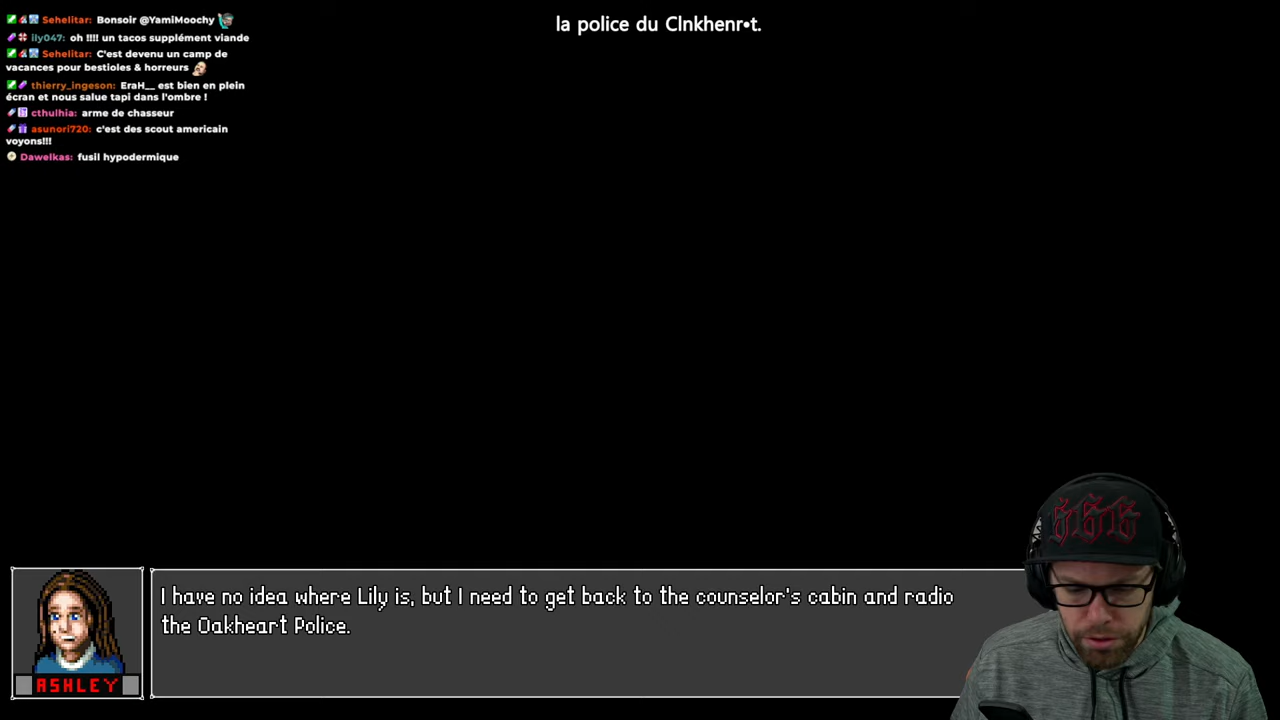 Sehelitar: Bonsoir @YamiMoochy
ily047: oh !!!! un tacos supplément viande
Sehelitar: C'est devenu un camp de
vacances pour bestioles & horreurs
thierry_ingeson: EraH__ est bien en plein
écran et nous salue tapi dans l'ombre !
cthulhia: arme de chasseur
asunori720: c'est des scout americain
voyons!!!
Dawelkas: fusil hypodermique
la police du Clnkhenr•t.
666
I have no idea where Lily is, but I need to get back to the counselor's cabin and radio
the Oakheart Police.
ASHLEY